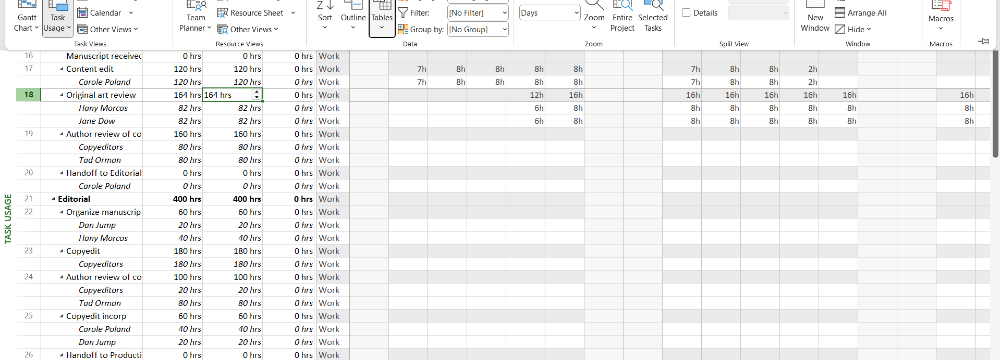 Gantt Chart
Task Usage
Calendar
Other Views
Task Views
Team Planner
Resource Sheet
Other Views
Resource Views
Sort
Outline
Tables
Filter: [No Filter]
Group by: [No Group]
Data
Days
Zoom
Entire Project
Selected Tasks
Zoom
Details
Split View
New Window
Arrange All
Hide
Window
Macros
Macros
TASK USAGE
16 Manuscript received 0 hrs 0 hrs 0 hrs Work
17 Content edit 120 hrs 120 hrs 0 hrs Work 7h 8h 8h 8h 8h 7h 8h 8h 2h
Carole Poland 120 hrs 120 hrs 0 hrs Work 7h 8h 8h 8h 8h 7h 8h 8h 2h
18 Original art review 164 hrs 164 hrs 0 hrs Work 12h 16h 16h 16h 16h 16h 16h 16h
Hany Morcos 82 hrs 82 hrs 0 hrs Work 6h 8h 8h 8h 8h 8h 8h 8h
Jane Dow 82 hrs 82 hrs 0 hrs Work 6h 8h 8h 8h 8h 8h 8h 8h
19 Author review of co 160 hrs 160 hrs 0 hrs Work
Copyeditors 80 hrs 80 hrs 0 hrs Work
Tad Orman 80 hrs 80 hrs 0 hrs Work
20 Handoff to Editorial 0 hrs 0 hrs 0 hrs Work
Carole Poland 0 hrs 0 hrs 0 hrs Work
21 Editorial 400 hrs 400 hrs 0 hrs Work
22 Organize manuscrip 60 hrs 60 hrs 0 hrs Work
Dan Jump 20 hrs 20 hrs 0 hrs Work
Hany Morcos 40 hrs 40 hrs 0 hrs Work
23 Copyedit 180 hrs 180 hrs 0 hrs Work
Copyeditors 180 hrs 180 hrs 0 hrs Work
24 Author review of co 100 hrs 100 hrs 0 hrs Work
Copyeditors 20 hrs 20 hrs 0 hrs Work
Tad Orman 80 hrs 80 hrs 0 hrs Work
25 Copyedit incorp 60 hrs 60 hrs 0 hrs Work
Carole Poland 40 hrs 40 hrs 0 hrs Work
Dan Jump 20 hrs 20 hrs 0 hrs Work
26 Handoff to Producti 0 hrs 0 hrs 0 hrs Work